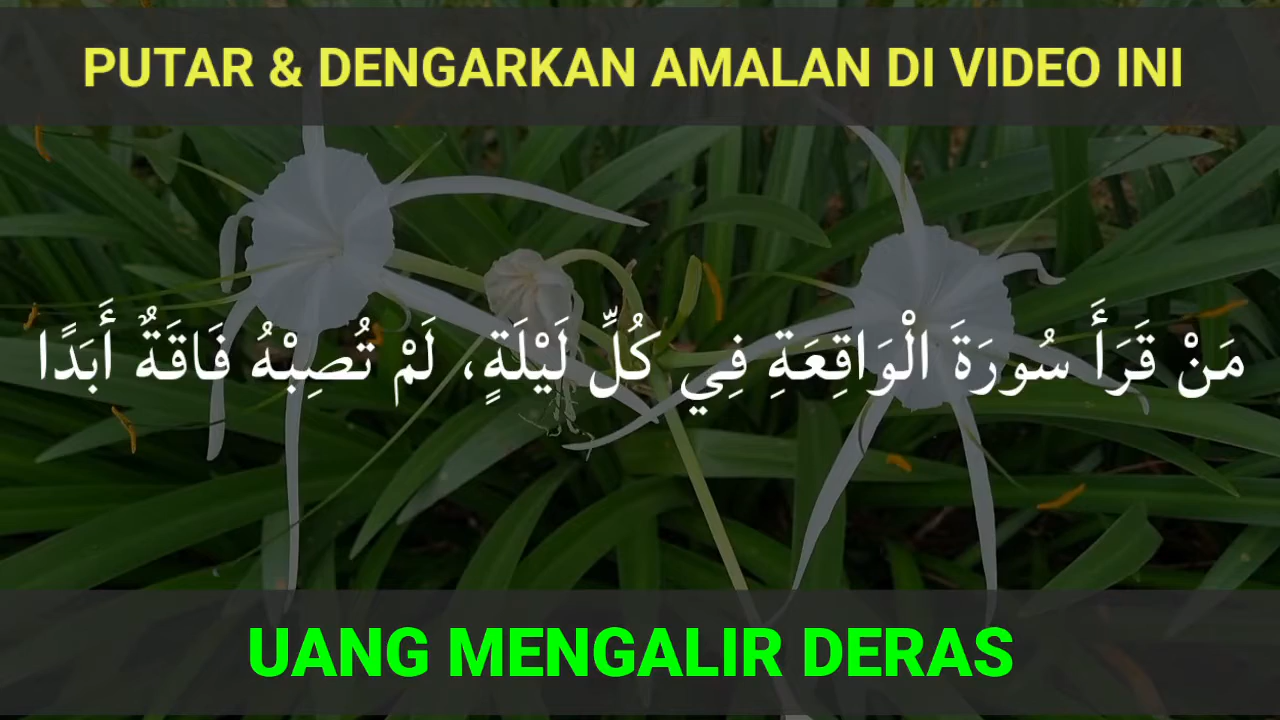 PUTAR & DENGARKAN AMALAN DI VIDEO INI
مَنْ قَرَأَ سُورَةَ الْوَاقِعَةِ فِي كُلِّ لَيْلَةٍ، لَمْ تُصِبْهُ فَاقَةٌ أَبَدًا
UANG MENGALIR DERAS